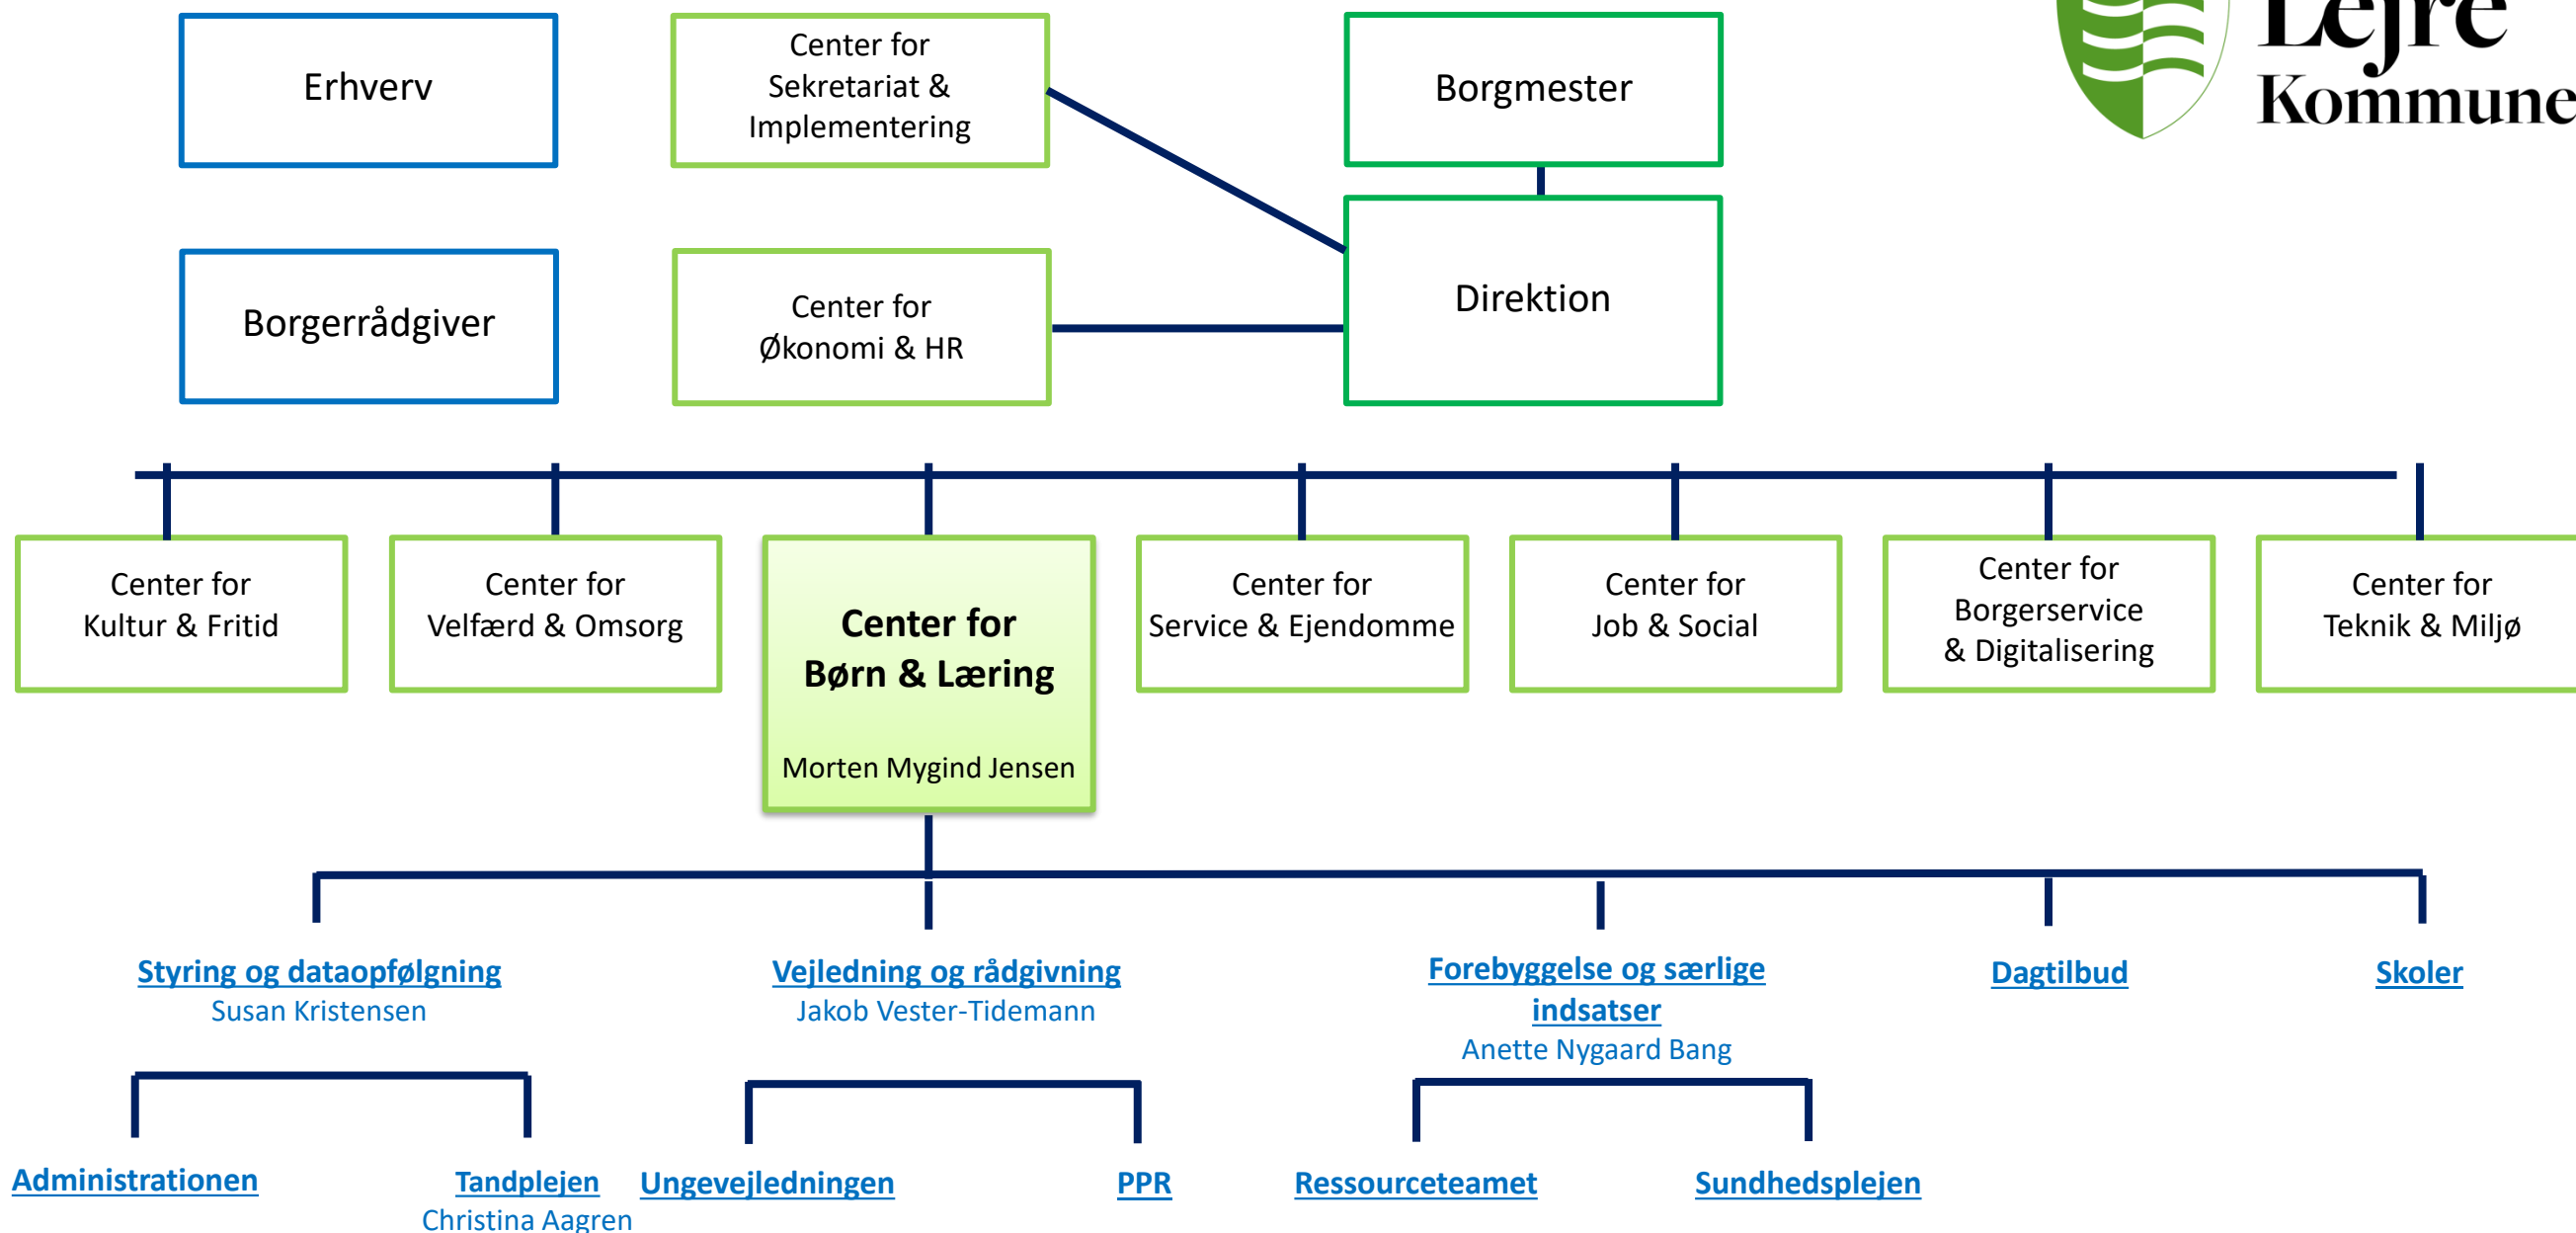 Lejre
Kommune
Erhverv
Center for
Sekretariat &
Implementering
Borgmester
Borgerrådgiver
Center for
Økonomi & HR
Direktion
Center for
Kultur & Fritid
Center for
Velfærd & Omsorg
Center for
Børn & Læring
Morten Mygind Jensen
Center for
Service & Ejendomme
Center for
Job & Social
Center for
Borgerservice
& Digitalisering
Center for
Teknik & Miljø
Styring og dataopfølgning
Susan Kristensen
Vejledning og rådgivning
Jakob Vester-Tidemann
Forebyggelse og særlige
indsatser
Anette Nygaard Bang
Dagtilbud
Skoler
Administrationen
Tandplejen
Christina Aagren
Ungevejledningen
PPR
Ressourceteamet
Sundhedsplejen